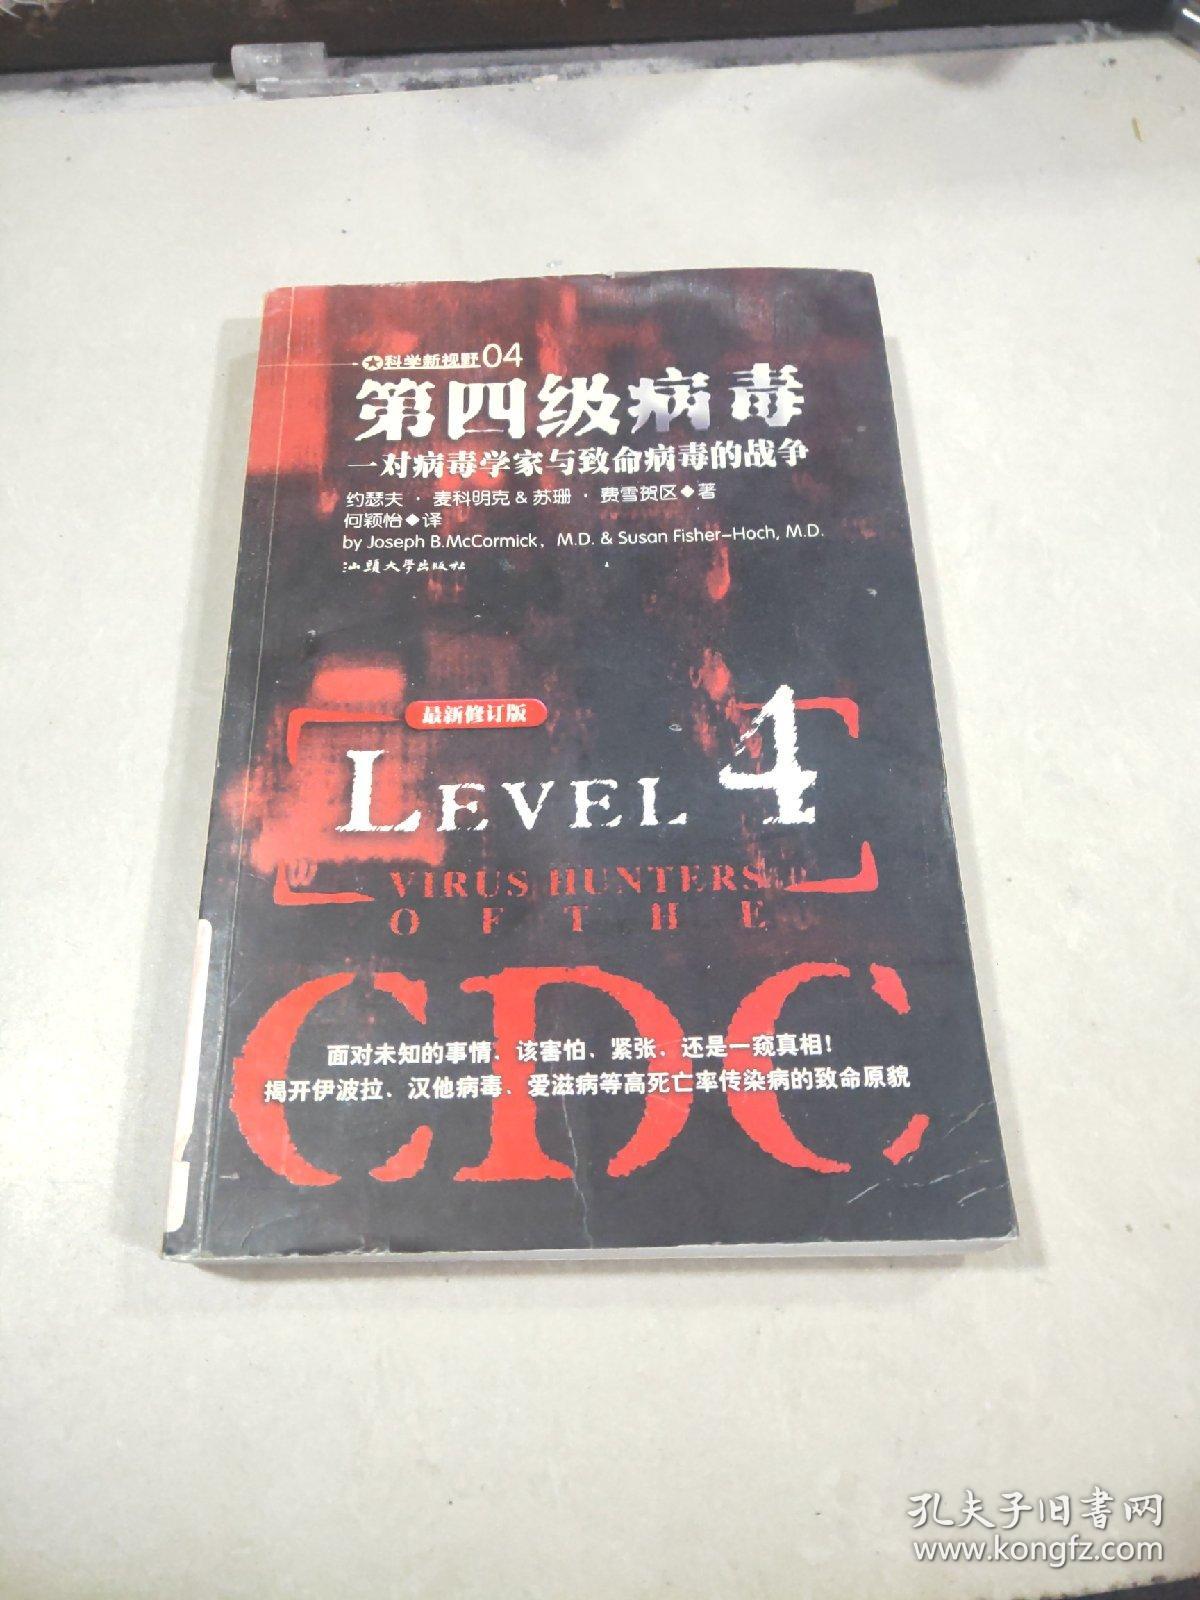 科学新视野04
第四级病毒
一对病毒学家与致命病毒的战争
约瑟夫·麦科明克&苏珊·费雪贺区◆著
何颖怡◆译
by Joseph B.McCormick, M.D. & Susan Fisher-Hoch, M.D.
汕頭大学出版社
最新修订版
LEVEL 4
VIRUS HUNTERS
OF THE
CDC
面对未知的事情、该害怕、紧张、还是一窥真相!
揭开伊波拉、汉他病毒、爱滋病等高死亡率传染病的致命原貌
孔夫子旧书网
www.kongfz.com